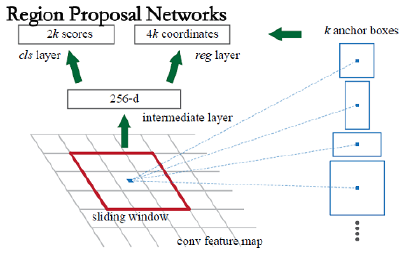 Region Proposal Networks
2k scores
4k coordinates
k anchor boxes
cls layer
reg layer
256-d
intermediate layer
sliding window
conv feature map